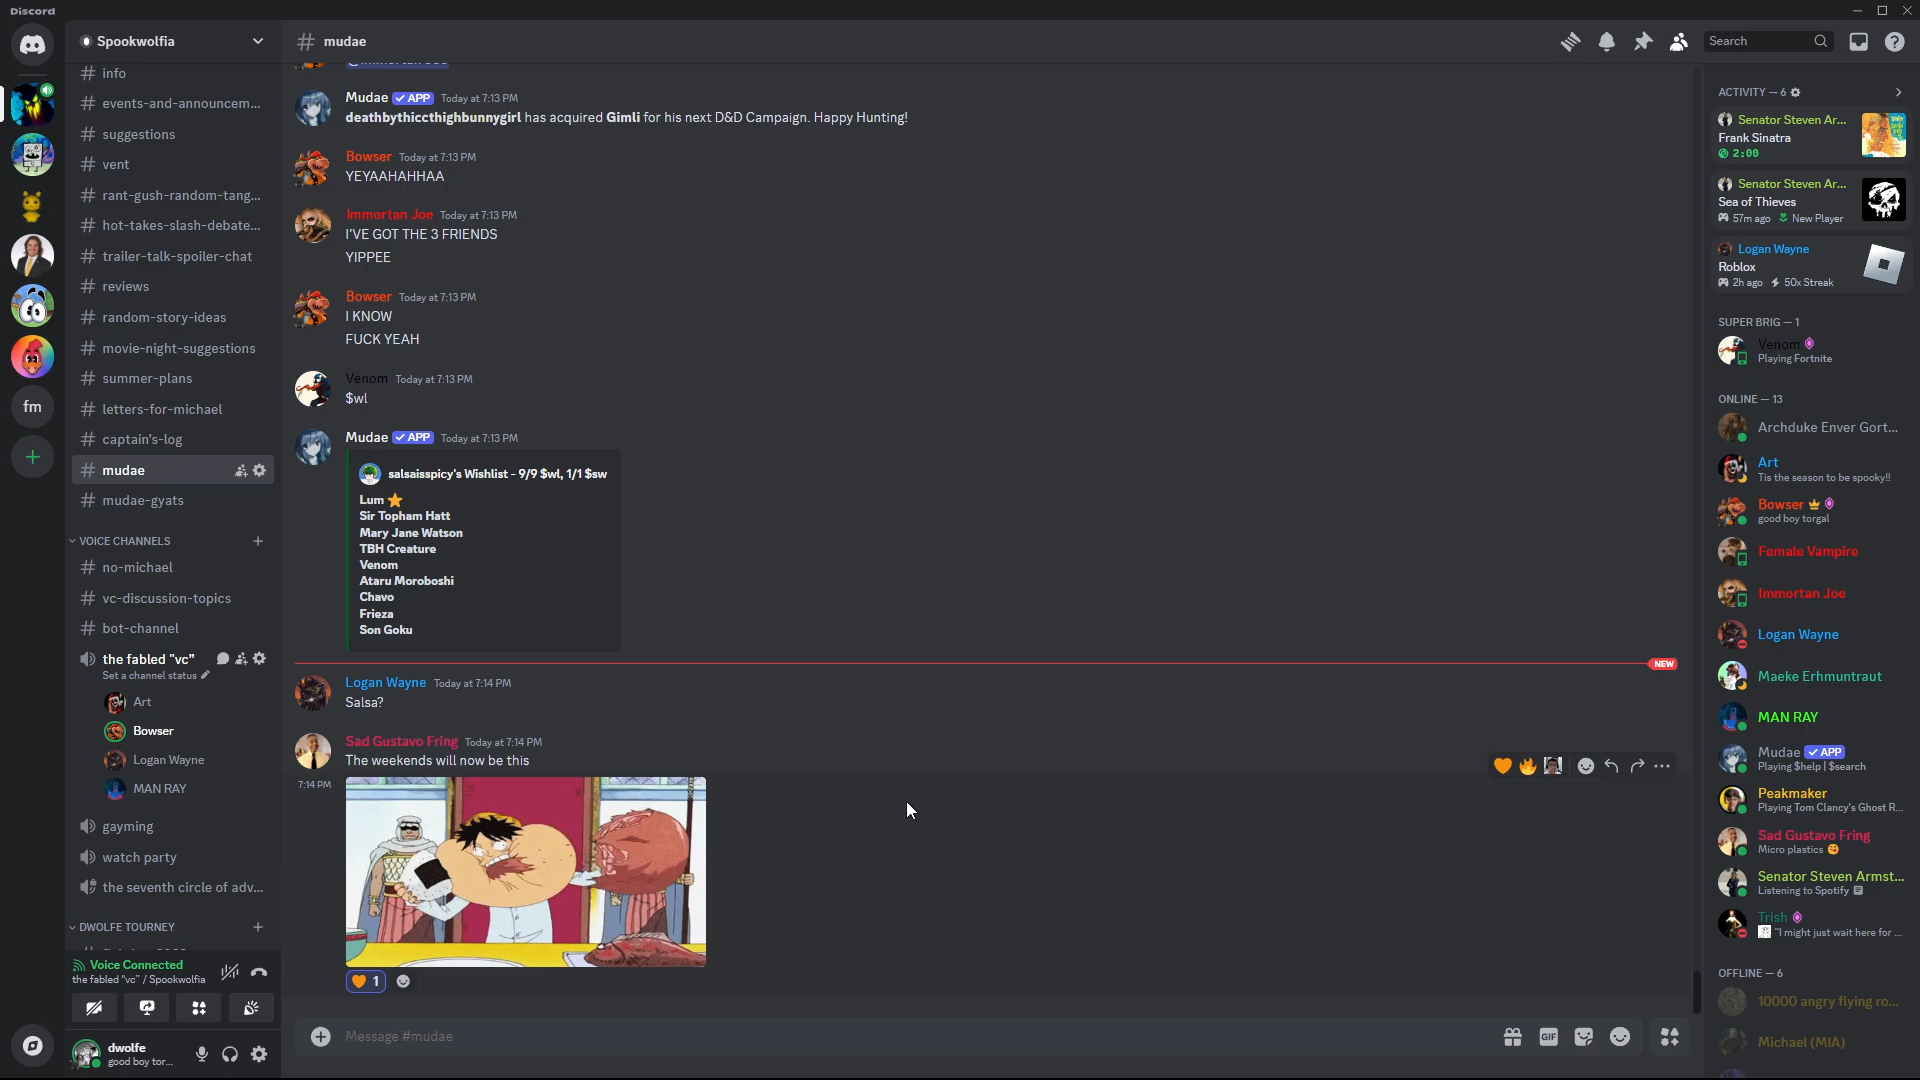 Discord
Spookwolfia
info
events-and-announcem...
suggestions
vent
rant-gush-random-tang...
hot-takes-slash-debate...
trailer-talk-spoiler-chat
reviews
random-story-ideas
movie-night-suggestions
summer-plans
letters-for-michael
captain's-log
mudae
mudae-gyats
fm
VOICE CHANNELS
no-michael
vc-discussion-topics
bot-channel
the fabled "vc"
Set a channel status
Art
Bowser
Logan Wayne
MAN RAY
gayming
watch party
the seventh circle of adv...
DWOLFE TOURNEY
Voice Connected
the fabled "vc" / Spookwolfia
dwolfe
good boy tor...
# mudae
Search
Mudae ✓ APP Today at 7:13 PM
deathbythiccthighbunnygirl has acquired Gimli for his next D&D Campaign. Happy Hunting!
Bowser Today at 7:13 PM
YEYAAHAHHAA
Immortan Joe Today at 7:13 PM
I'VE GOT THE 3 FRIENDS
YIPPEE
Bowser Today at 7:13 PM
I KNOW
FUCK YEAH
Venom Today at 7:13 PM
$wl
Mudae ✓ APP Today at 7:13 PM
salsaisspicy's Wishlist - 9/9 $wl, 1/1 $sw
Lum ⭐
Sir Topham Hatt
Mary Jane Watson
TBH Creature
Venom
Ataru Moroboshi
Chavo
Frieza
Son Goku
NEW
Logan Wayne Today at 7:14 PM
Salsa?
Sad Gustavo Fring Today at 7:14 PM
The weekends will now be this
7:14 PM
🧡 1
Message #mudae
GIF
ACTIVITY — 6
Senator Steven Ar...
Frank Sinatra
2:00
Senator Steven Ar...
Sea of Thieves
57m ago New Player
Logan Wayne
Roblox
2h ago 50x Streak
SUPER BRIG — 1
Venom
Playing Fortnite
ONLINE — 13
Archduke Enver Gort...
Art
Tis the season to be spooky!!
Bowser
good boy torgal
Female Vampire
Immortan Joe
Logan Wayne
Maeke Erhmuntraut
MAN RAY
Mudae ✓ APP
Playing $help | $search
Peakmaker
Playing Tom Clancy's Ghost R...
Sad Gustavo Fring
Micro plastics 😋
Senator Steven Armst...
Listening to Spotify
Trish
"I might just wait here for ...
OFFLINE — 6
10000 angry flying ro...
Michael (MIA)